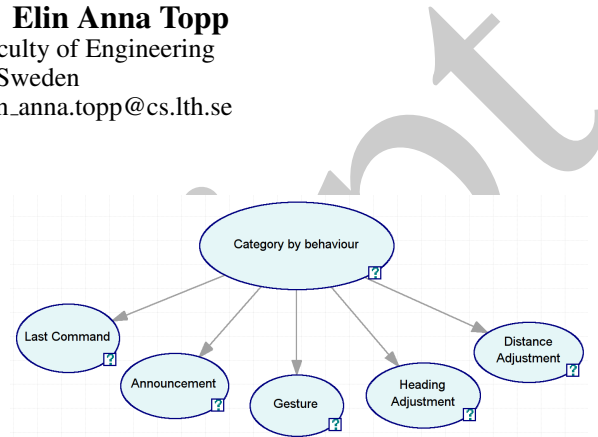 Elin Anna Topp
culty of Engineering
Sweden
anna.topp@cs.lth.se
Category by behaviour
?
Last Command
?
Announcement
?
Gesture
?
Heading
Adjustment
?
Distance
Adjustment
?